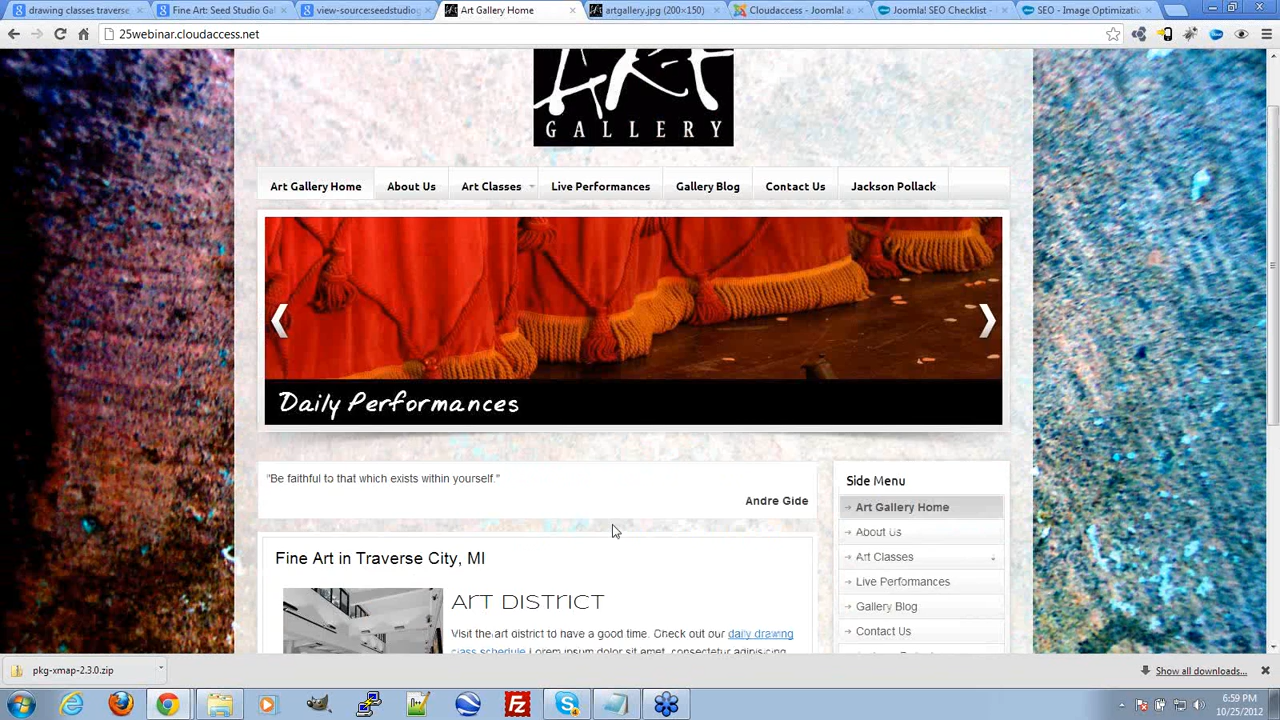 drawing classes traverse
Fine Art: Seed Studio Gal
view-source:seedstudiog
Art Gallery Home
artgallery.jpg (200×150)
Cloudaccess - Joomla! a
Joomla! SEO Checklist -
SEO - Image Optimizatio
25webinar.cloudaccess.net
ART
GALLERY
Art Gallery Home
About Us
Art Classes
Live Performances
Gallery Blog
Contact Us
Jackson Pollack
Daily Performances
"Be faithful to that which exists within yourself."
Andre Gide
Side Menu
Art Gallery Home
About Us
Art Classes
Live Performances
Gallery Blog
Contact Us
Fine Art in Traverse City, MI
ART DISTRICT
Visit the art district to have a good time. Check out our daily drawing
class schedule Lorem ipsum dolor sit amet, consectetur adipisicing
pkg-xmap-2.3.0.zip
Show all downloads...
6:59 PM
10/25/2012